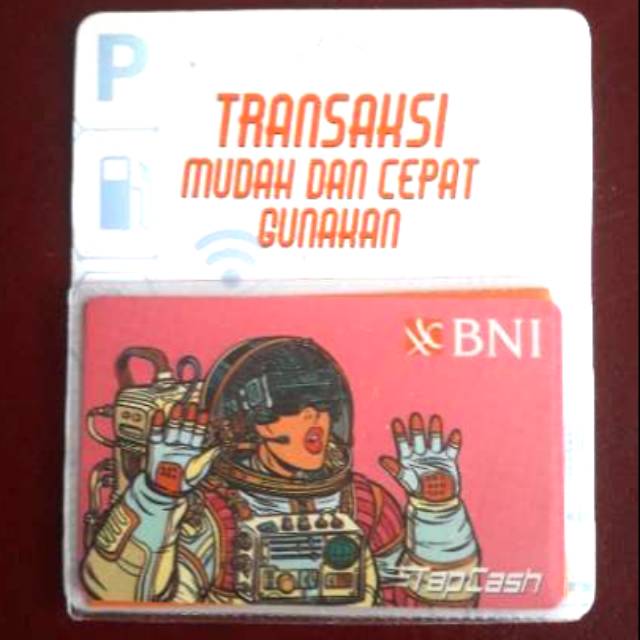 P
TRANSAKSI
MUDAH DAN CEPAT
GUNAKAN
BNI
TapCash